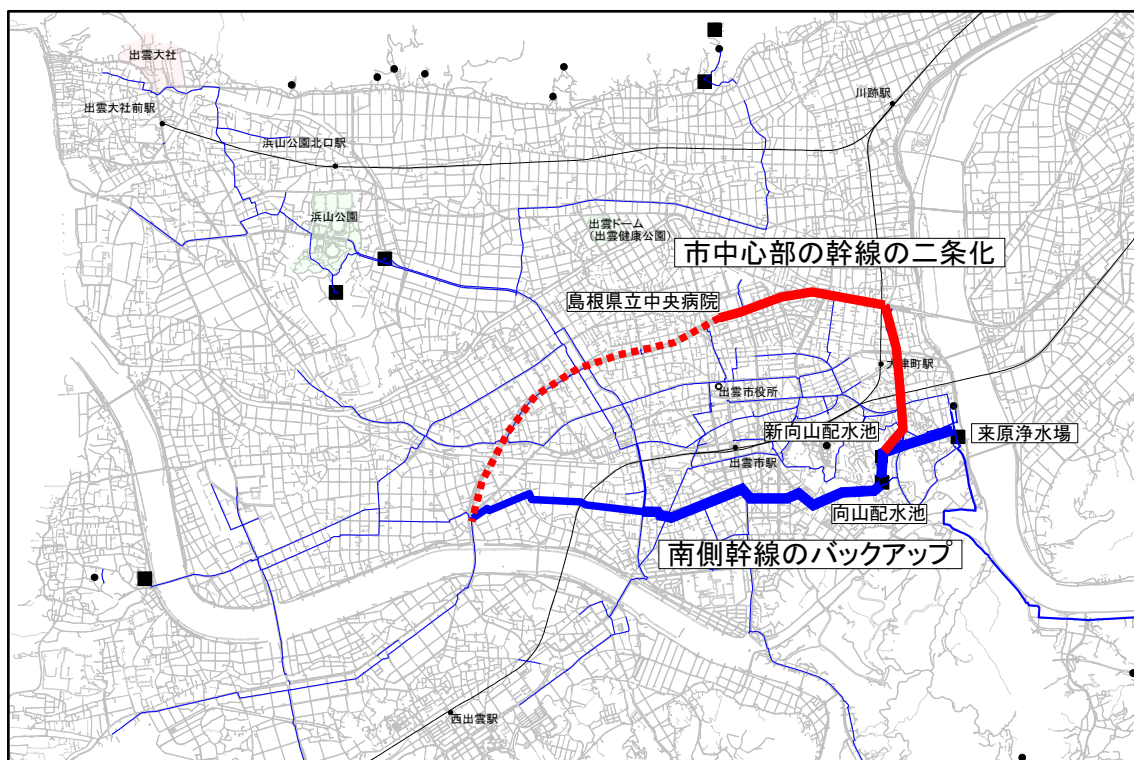 出雲大社
川跡駅
出雲大社前駅
浜山公園北口駅
浜山公園
出雲ドーム
(出雲健康公園)
市中心部の幹線の二条化
島根県立中央病院
大津町駅
出雲市役所
新向山配水池
来原浄水場
出雲市駅
向山配水池
南側幹線のバックアップ
西出雲駅